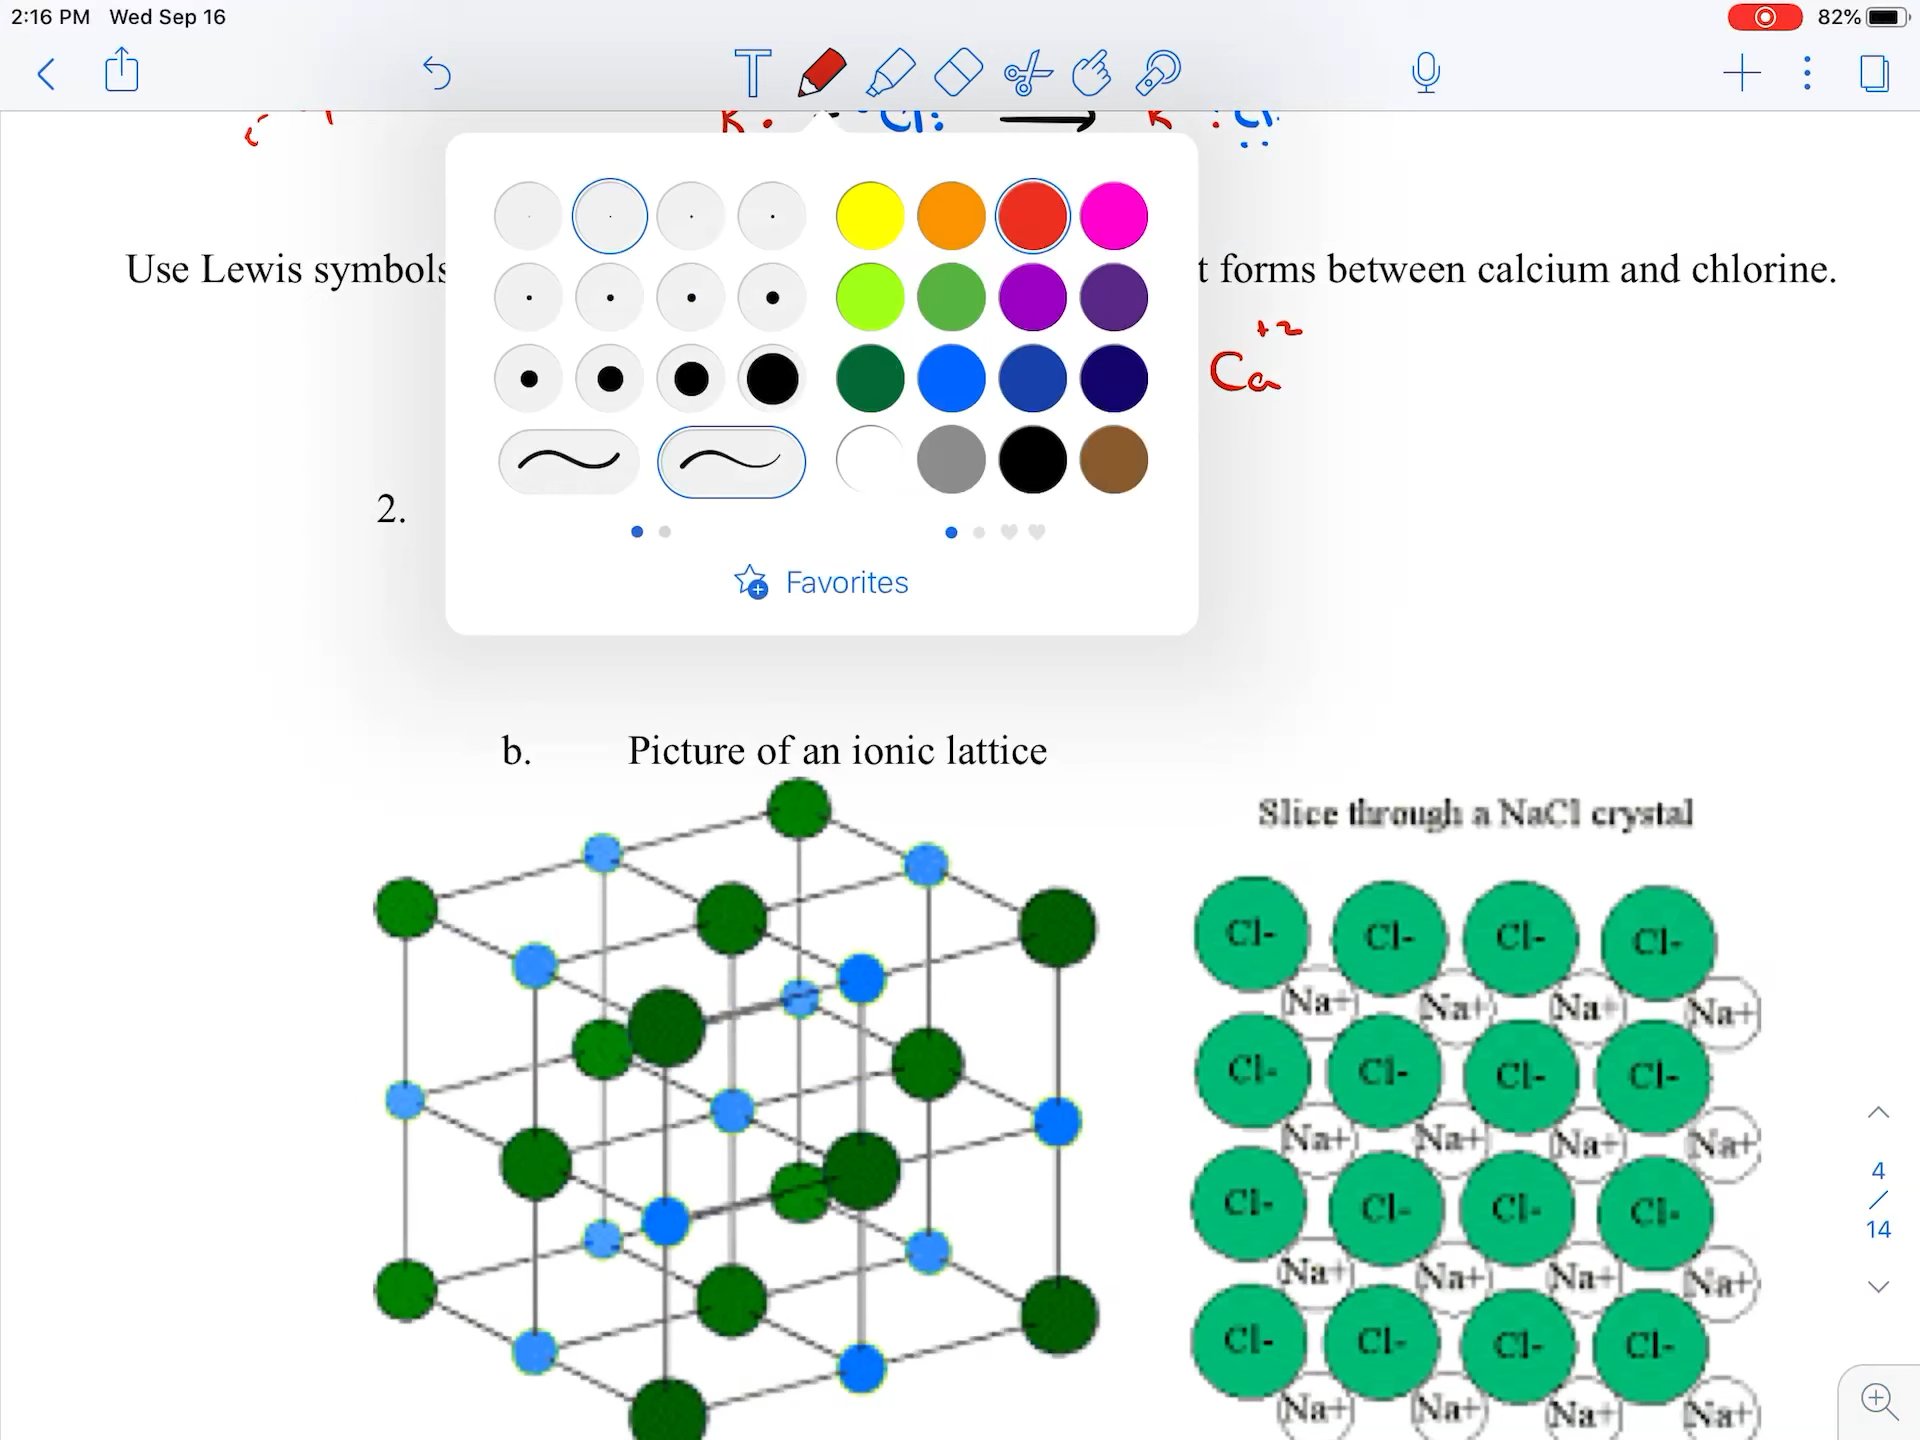 2:16 PM Wed Sep 16 82%
T
K · Cl: → K : Cl:
Use Lewis symbols t forms between calcium and chlorine.
Ca +2
2.
Favorites
b. Picture of an ionic lattice
Slice through a NaCl crystal
Cl- Cl- Cl- Cl-
Na+ Na+ Na+ Na+
Cl- Cl- Cl- Cl-
Na+ Na+ Na+ Na+
Cl- Cl- Cl- Cl-
Na+ Na+ Na+ Na+
Cl- Cl- Cl- Cl-
Na+ Na+ Na+ Na+
4
/
14